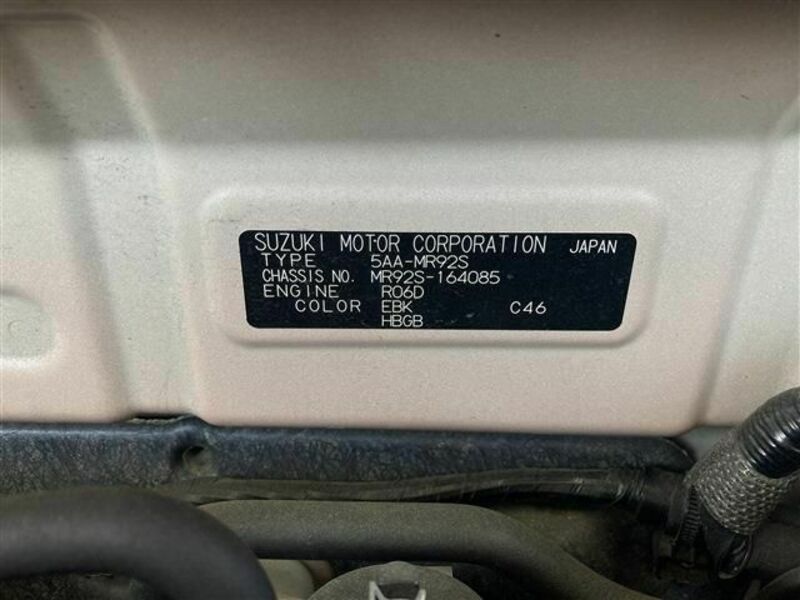 SUZUKI MOTOR CORPORATION JAPAN
TYPE 5AA-MR92S
CHASSIS NO. MR92S-164085
ENGINE R06D
COLOR EBK C46
HBGB